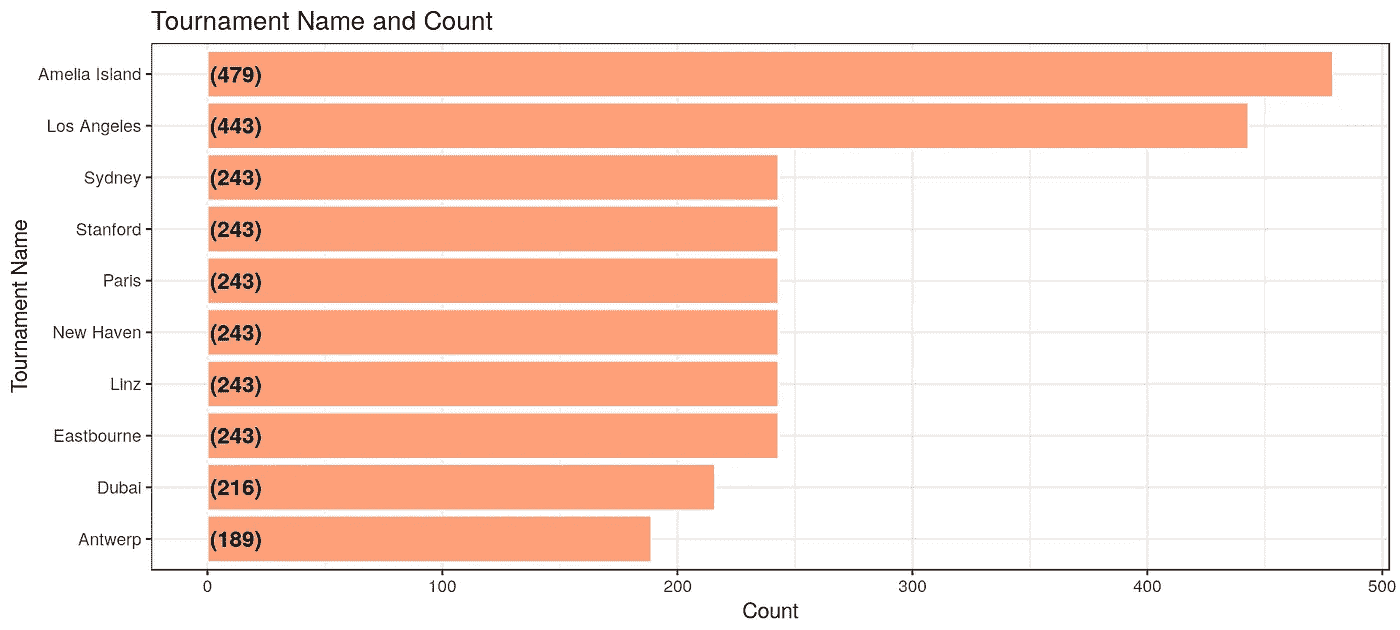 Tournament Name and Count
Tournament Name
Amelia Island (479)
Los Angeles (443)
Sydney (243)
Stanford (243)
Paris (243)
New Haven (243)
Linz (243)
Eastbourne (243)
Dubai (216)
Antwerp (189)
0 100 200 300 400 500
Count